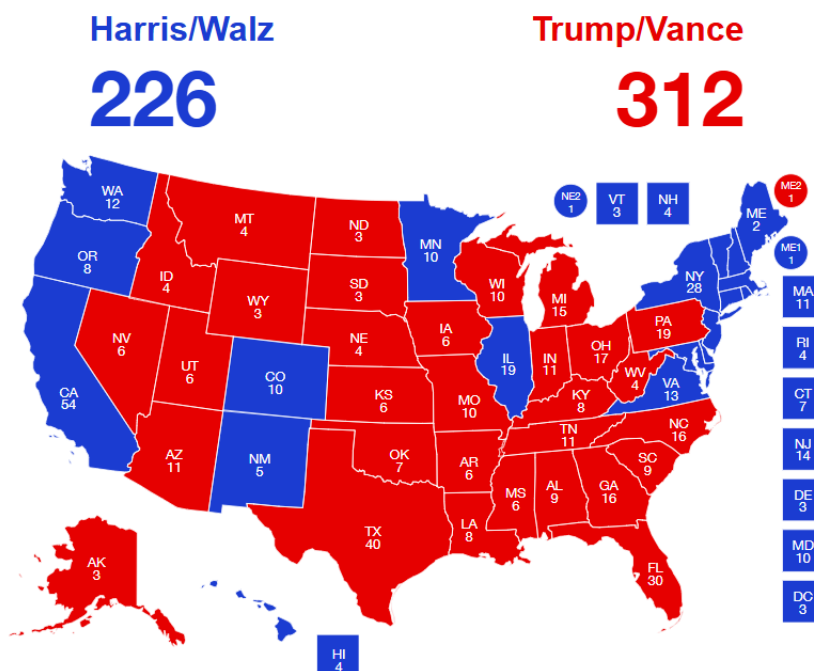 Harris/Walz
226
Trump/Vance
312
WA
12
OR
8
CA
54
NV
6
ID
4
MT
4
WY
3
UT
6
AZ
11
CO
10
NM
5
ND
3
SD
3
NE
4
KS
6
OK
7
TX
40
MN
10
IA
6
MO
10
AR
6
LA
8
WI
10
IL
19
MI
15
IN
11
OH
17
KY
8
TN
11
MS
6
AL
9
GA
16
FL
30
SC
9
NC
16
VA
13
WV
4
PA
19
NY
28
ME
2
NE2
1
VT
3
NH
4
ME2
1
ME1
1
MA
11
RI
4
CT
7
NJ
14
DE
3
MD
10
DC
3
AK
3
HI
4